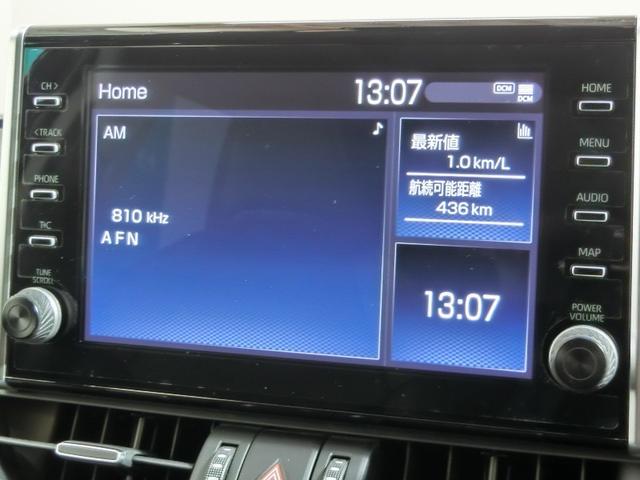 CH >
< TRACK
PHONE
T🅒C
TUNE
SCROLL
Home
13:07
DCM
DCM
AM
810 kHz
AFN
最新値
1.0 km/L
航続可能距離
436 km
13:07
HOME
MENU
AUDIO
MAP
POWER
VOLUME